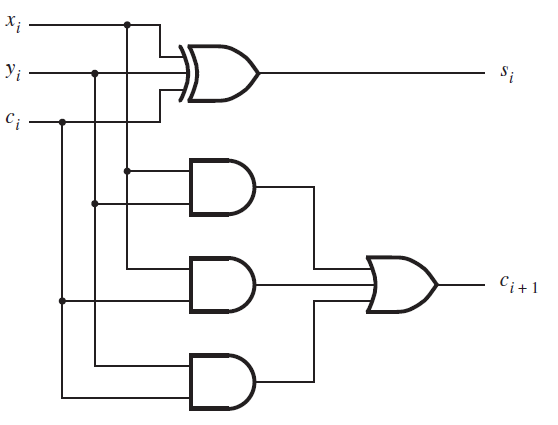 x_i
y_i
s_i
c_i
c_{i+1}